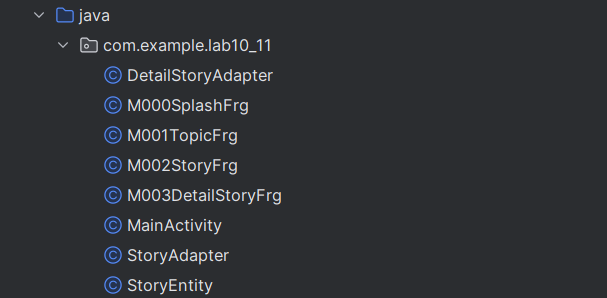 java
com.example.lab10_11
DetailStoryAdapter
M000SplashFrg
M001TopicFrg
M002StoryFrg
M003DetailStoryFrg
MainActivity
StoryAdapter
StoryEntity